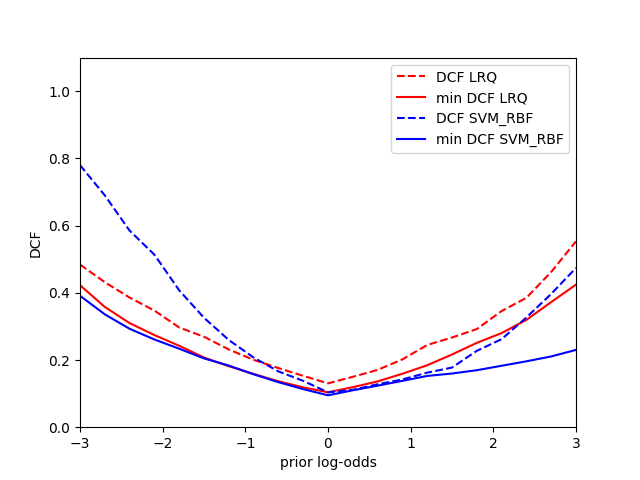 1.0
0.8
0.6
0.4
0.2
0.0
DCF
−3 −2 −1 0 1 2 3
prior log-odds
DCF LRQ
min DCF LRQ
DCF SVM_RBF
min DCF SVM_RBF